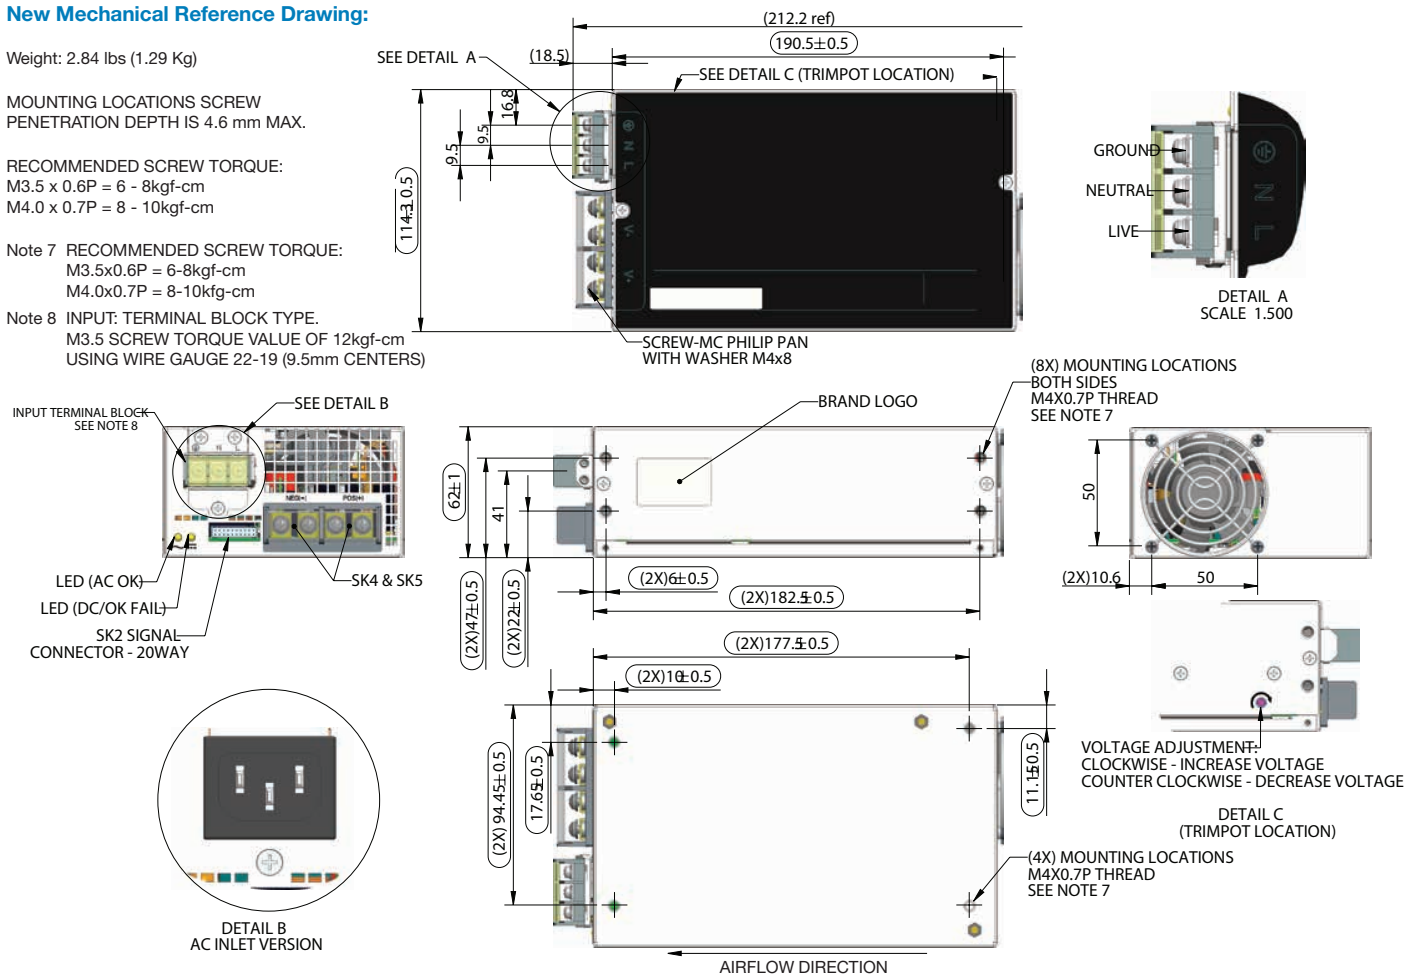 New Mechanical Reference Drawing:
Weight: 2.84 lbs (1.29 Kg)
MOUNTING LOCATIONS SCREW
PENETRATION DEPTH IS 4.6 mm MAX.
RECOMMENDED SCREW TORQUE:
M3.5 x 0.6P = 6 - 8kgf-cm
M4.0 x 0.7P = 8 - 10kgf-cm
Note 7 RECOMMENDED SCREW TORQUE:
M3.5x0.6P = 6-8kgf-cm
M4.0x0.7P = 8-10kfg-cm
Note 8 INPUT: TERMINAL BLOCK TYPE.
M3.5 SCREW TORQUE VALUE OF 12kgf-cm
USING WIRE GAUGE 22-19 (9.5mm CENTERS)
(212.2 ref)
190.5±0.5
(18.5)
SEE DETAIL A
SEE DETAIL C (TRIMPOT LOCATION)
16.8
9.5
9.5
114.3±0.5
N
L
V-
V+
SCREW-MC PHILIP PAN
WITH WASHER M4x8
GROUND
NEUTRAL
LIVE
N
L
DETAIL A
SCALE 1.500
INPUT TERMINAL BLOCK
SEE NOTE 8
SEE DETAIL B
N
L
NEG(-)
POS(+)
LED (AC OK)
LED (DC/OK FAIL)
SK2 SIGNAL
CONNECTOR - 20WAY
SK4 & SK5
BRAND LOGO
(8X) MOUNTING LOCATIONS
BOTH SIDES
M4X0.7P THREAD
SEE NOTE 7
62±1
41
(2X)47±0.5
(2X)22±0.5
(2X)6±0.5
(2X)182.5±0.5
50
(2X)10.6
50
(2X)177.5±0.5
(2X)10±0.5
(2X) 94.45±0.5
17.65±0.5
11.15±0.5
(4X) MOUNTING LOCATIONS
M4X0.7P THREAD
SEE NOTE 7
AIRFLOW DIRECTION
VOLTAGE ADJUSTMENT:
CLOCKWISE - INCREASE VOLTAGE
COUNTER CLOCKWISE - DECREASE VOLTAGE
DETAIL C
(TRIMPOT LOCATION)
DETAIL B
AC INLET VERSION